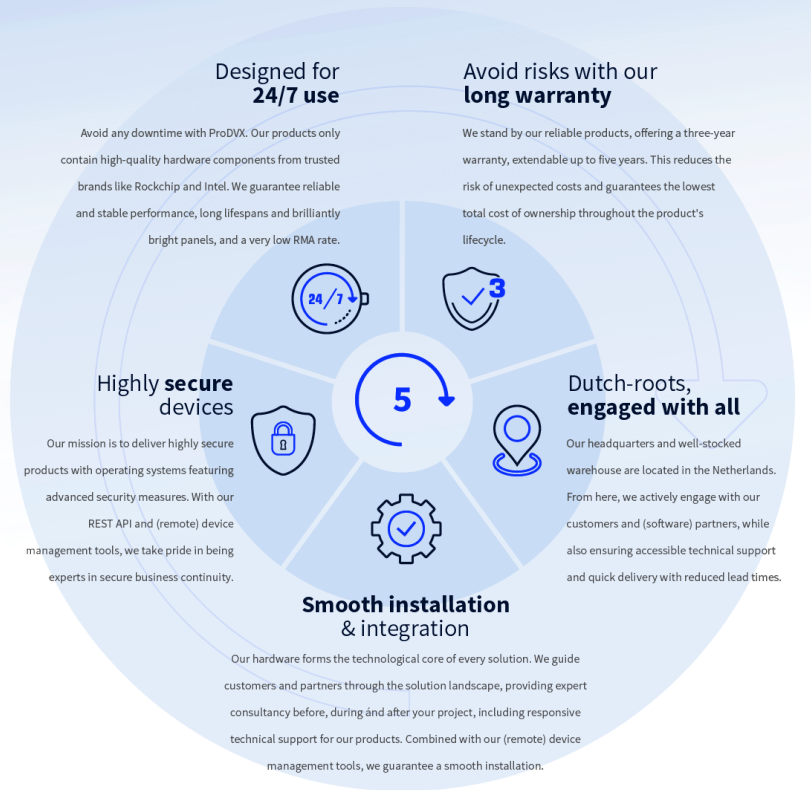 Designed for
24/7 use
Avoid any downtime with ProDVX. Our products only
contain high-quality hardware components from trusted
brands like Rockchip and Intel. We guarantee reliable
and stable performance, long lifespans and brilliantly
bright panels, and a very low RMA rate.
24/7
Avoid risks with our
long warranty
We stand by our reliable products, offering a three-year
warranty, extendable up to five years. This reduces the
risk of unexpected costs and guarantees the lowest
total cost of ownership throughout the product's
lifecycle.
3
5
Highly secure
devices
Our mission is to deliver highly secure
products with operating systems featuring
advanced security measures. With our
REST API and (remote) device
management tools, we take pride in being
experts in secure business continuity.
Dutch-roots,
engaged with all
Our headquarters and well-stocked
warehouse are located in the Netherlands.
From here, we actively engage with our
customers and (software) partners, while
also ensuring accessible technical support
and quick delivery with reduced lead times.
Smooth installation
& integration
Our hardware forms the technological core of every solution. We guide
customers and partners through the solution landscape, providing expert
consultancy before, during ánd after your project, including responsive
technical support for our products. Combined with our (remote) device
management tools, we guarantee a smooth installation.